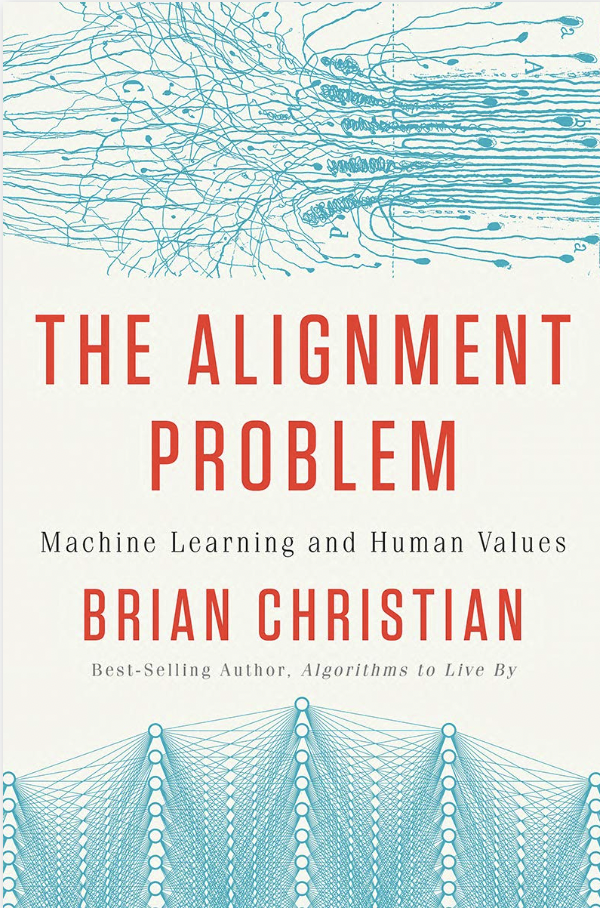 THE ALIGNMENT
PROBLEM
Machine Learning and Human Values
BRIAN CHRISTIAN
Best-Selling Author, Algorithms to Live By